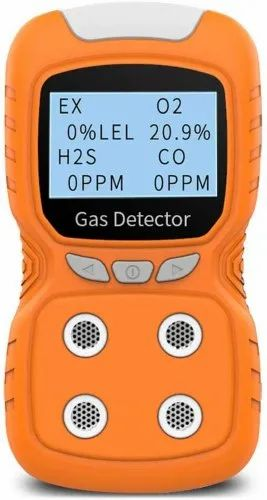 EX O2
0%LEL 20.9%
H2S CO
0PPM 0PPM
Gas Detector